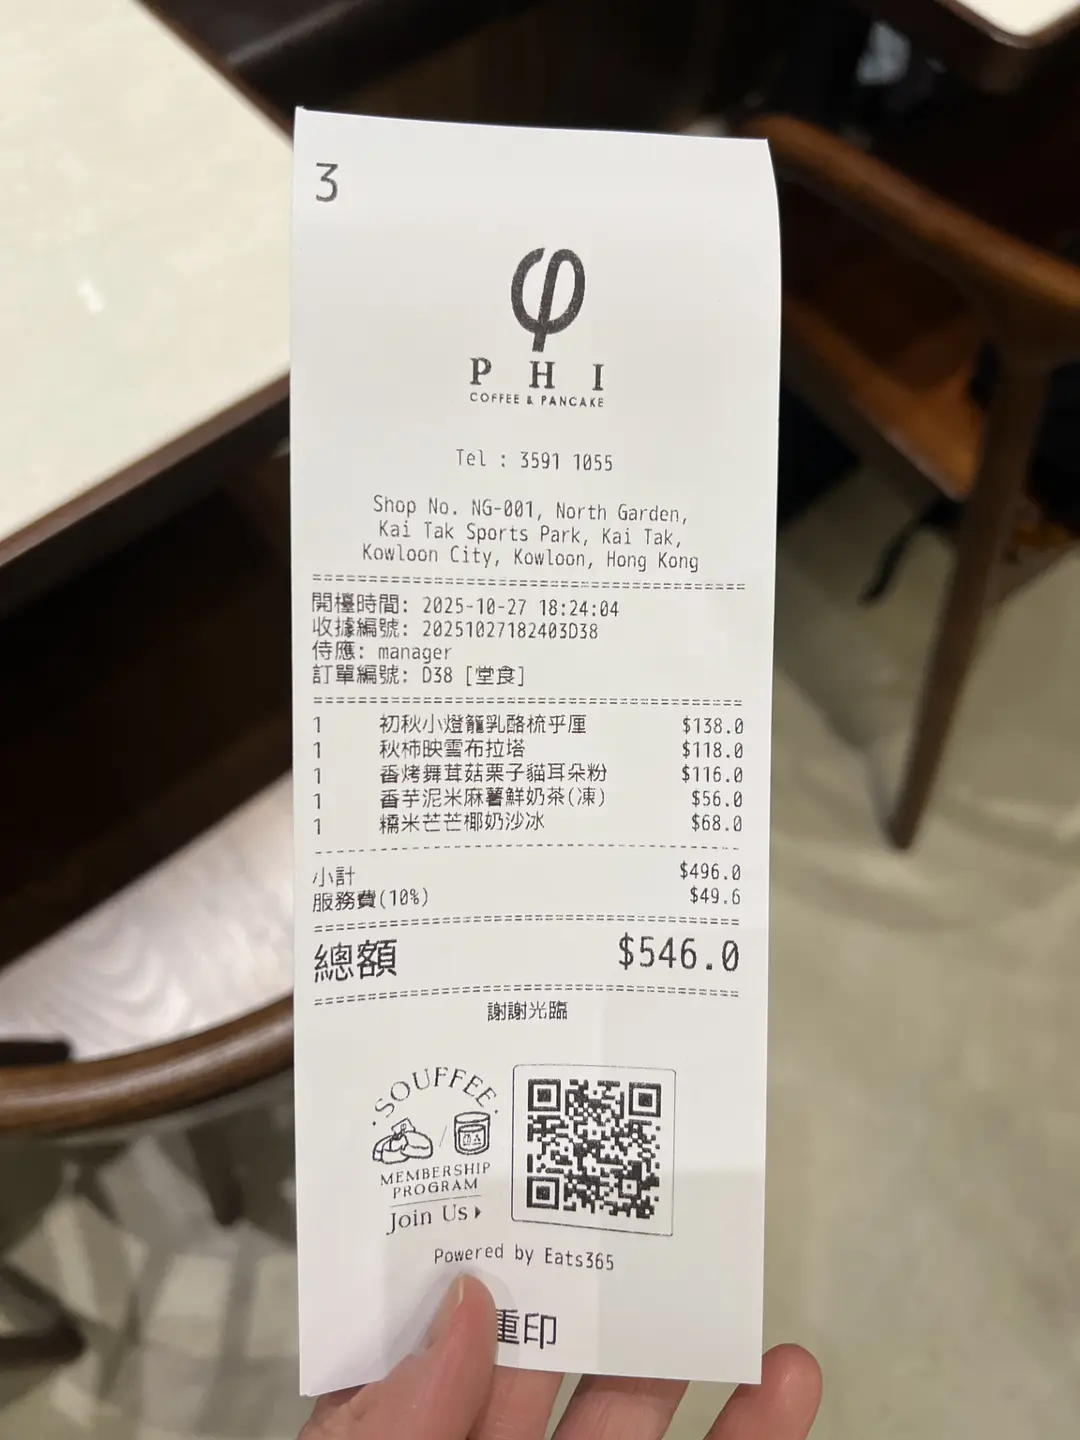 3
φ
PHI
COFFEE & PANCAKE
Tel : 3591 1055
Shop No. NG-001, North Garden,
Kai Tak Sports Park, Kai Tak,
Kowloon City, Kowloon, Hong Kong
開檯時間: 2025-10-27 18:24:04
收據編號: 20251027182403D38
侍應: manager
訂單編號: D38 [堂食]
1 初秋小燈籠乳酪梳乎厘 $138.0
1 秋柿映雪布拉塔 $118.0
1 香烤舞茸菇栗子貓耳朵粉 $116.0
1 香芋泥米麻薯鮮奶茶(凍) $56.0
1 糯米芒芒椰奶沙冰 $68.0
小計 $496.0
服務費(10%) $49.6
總額 $546.0
謝謝光臨
SOUFFEE
MEMBERSHIP
PROGRAM
Join Us
Powered by Eats365
重印